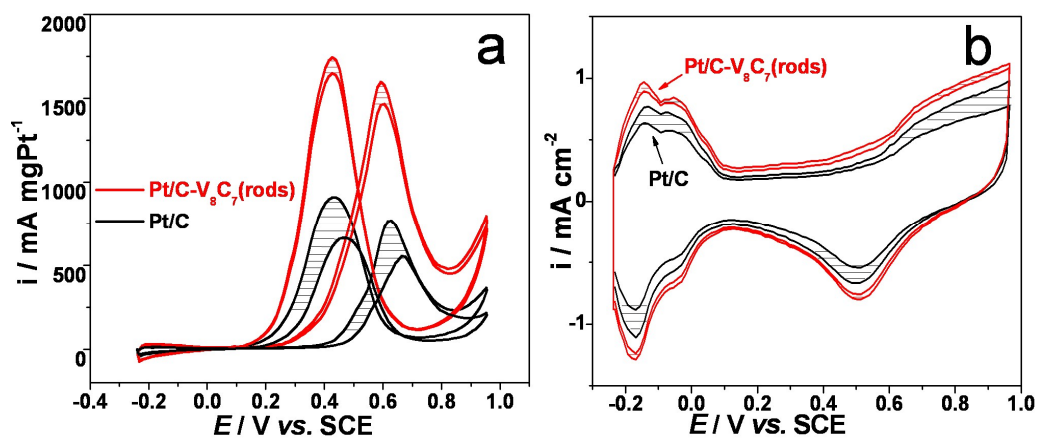 a
2000
1500
1000
500
0
i / mA mgPt⁻¹
Pt/C-V₈C₇(rods)
Pt/C
-0.4 -0.2 0.0 0.2 0.4 0.6 0.8 1.0
E / V vs. SCE
b
1
0
-1
i / mA cm⁻²
Pt/C-V₈C₇(rods)
Pt/C
-0.2 0.0 0.2 0.4 0.6 0.8 1.0
E / V vs. SCE